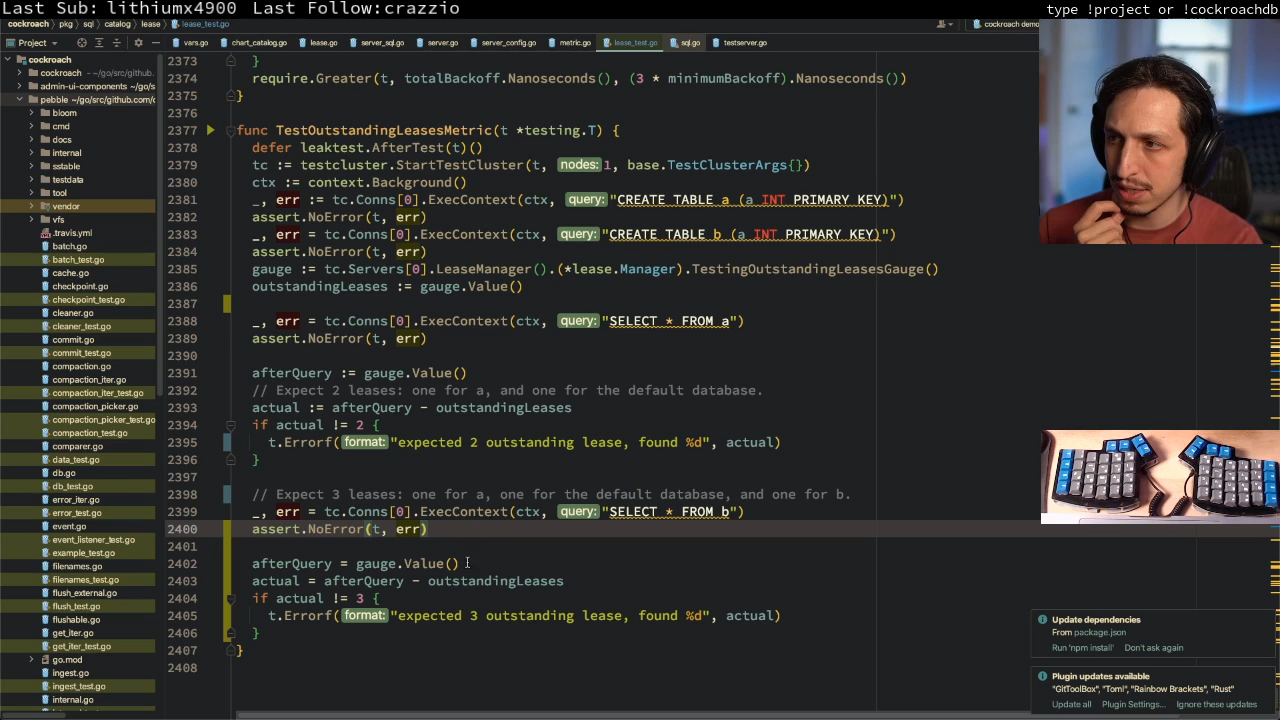 Last Sub: lithiumx4900 Last Follow:crazzio
type !project or !cockroachdb
cockroach › pkg › sql › catalog › lease › lease_test.go
cockroach demo
Project
vars.go
chart_catalog.go
lease.go
server_sql.go
server.go
server_config.go
metric.go
lease_test.go
sql.go
testserver.go
cockroach
cockroach ~/go/src/github.
admin-ui-components ~/go/s
pebble ~/go/src/github.com/c
bloom
cmd
docs
internal
sstable
testdata
tool
vendor
vfs
.travis.yml
batch.go
batch_test.go
cache.go
checkpoint.go
checkpoint_test.go
cleaner.go
cleaner_test.go
commit.go
commit_test.go
compaction.go
compaction_iter.go
compaction_iter_test.go
compaction_picker.go
compaction_picker_test.go
compaction_test.go
comparer.go
data_test.go
db.go
db_test.go
error_iter.go
error_test.go
event.go
event_listener_test.go
example_test.go
filenames.go
filenames_test.go
flush_external.go
flush_test.go
flushable.go
get_iter.go
get_iter_test.go
go.mod
ingest.go
ingest_test.go
internal.go
2373 }
2374 require.Greater(t, totalBackoff.Nanoseconds(), (3 * minimumBackoff).Nanoseconds())
2375 }
2376
2377 func TestOutstandingLeasesMetric(t *testing.T) {
2378 defer leaktest.AfterTest(t)()
2379 tc := testcluster.StartTestCluster(t, nodes: 1, base.TestClusterArgs{})
2380 ctx := context.Background()
2381 _, err := tc.Conns[0].ExecContext(ctx, query: "CREATE TABLE a (a INT PRIMARY KEY)")
2382 assert.NoError(t, err)
2383 _, err = tc.Conns[0].ExecContext(ctx, query: "CREATE TABLE b (a INT PRIMARY KEY)")
2384 assert.NoError(t, err)
2385 gauge := tc.Servers[0].LeaseManager().(*lease.Manager).TestingOutstandingLeasesGauge()
2386 outstandingLeases := gauge.Value()
2387
2388 _, err = tc.Conns[0].ExecContext(ctx, query: "SELECT * FROM a")
2389 assert.NoError(t, err)
2390
2391 afterQuery := gauge.Value()
2392 // Expect 2 leases: one for a, and one for the default database.
2393 actual := afterQuery - outstandingLeases
2394 if actual != 2 {
2395 t.Errorf(format: "expected 2 outstanding lease, found %d", actual)
2396 }
2397
2398 // Expect 3 leases: one for a, one for the default database, and one for b.
2399 _, err = tc.Conns[0].ExecContext(ctx, query: "SELECT * FROM b")
2400 assert.NoError(t, err)
2401
2402 afterQuery = gauge.Value()
2403 actual = afterQuery - outstandingLeases
2404 if actual != 3 {
2405 t.Errorf(format: "expected 3 outstanding lease, found %d", actual)
2406 }
2407 }
2408
Update dependencies
From package.json
Run 'npm install' Don't ask again
Plugin updates available
"GitToolBox", "Toml", "Rainbow Brackets", "Rust"
Update all Plugin Settings... Ignore these updates